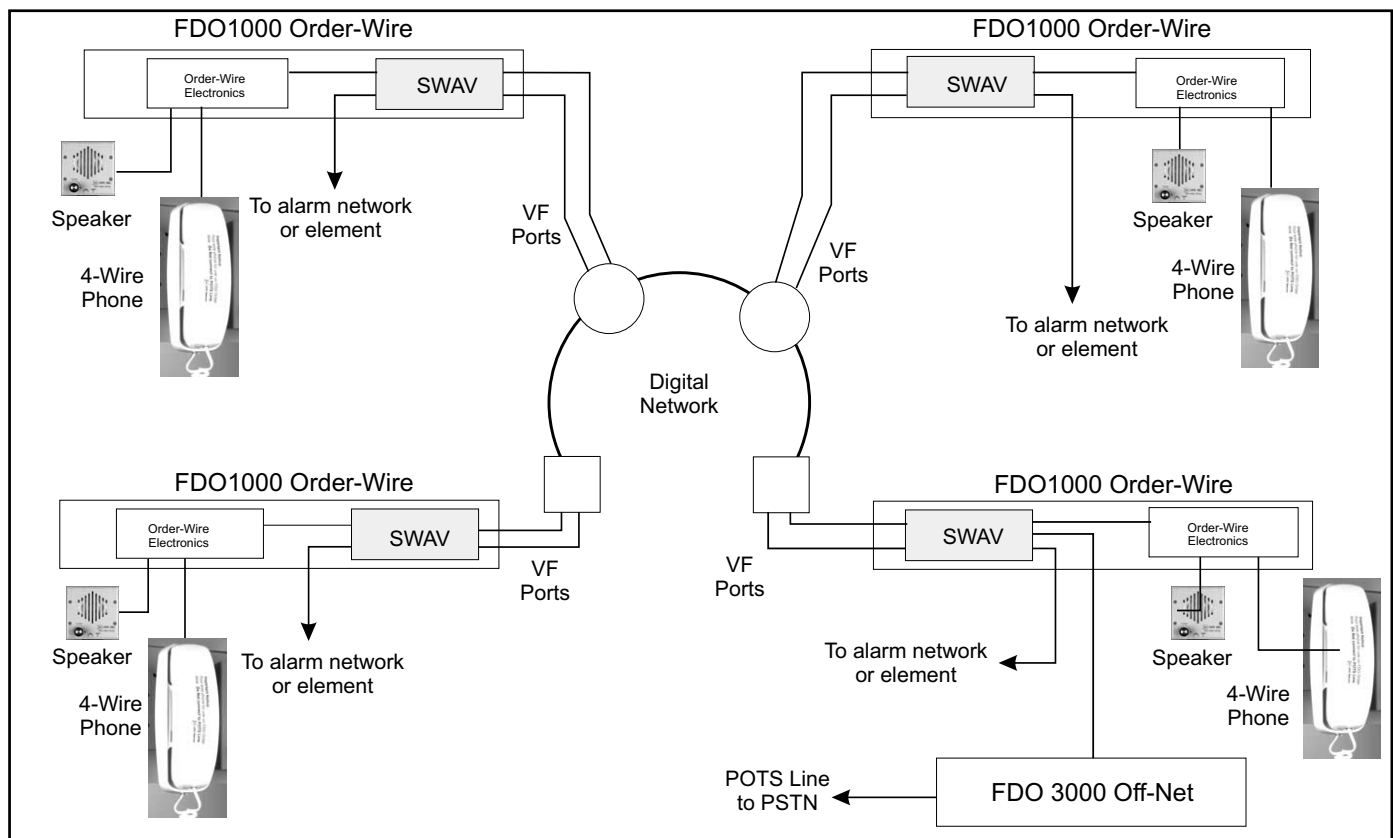 FDO1000 Order-Wire
Order-Wire
Electronics
SWAV
Speaker
4-Wire
Phone
To alarm network
or element
VF
Ports
FDO1000 Order-Wire
SWAV
Order-Wire
Electronics
VF
Ports
Speaker
4-Wire
Phone
To alarm network
or element
Digital
Network
FDO1000 Order-Wire
Order-Wire
Electronics
SWAV
VF
Ports
Speaker
4-Wire
Phone
To alarm network
or element
FDO1000 Order-Wire
SWAV
Order-Wire
Electronics
VF
Ports
To alarm network
or element
Speaker
4-Wire
Phone
POTS Line
to PSTN
FDO 3000 Off-Net